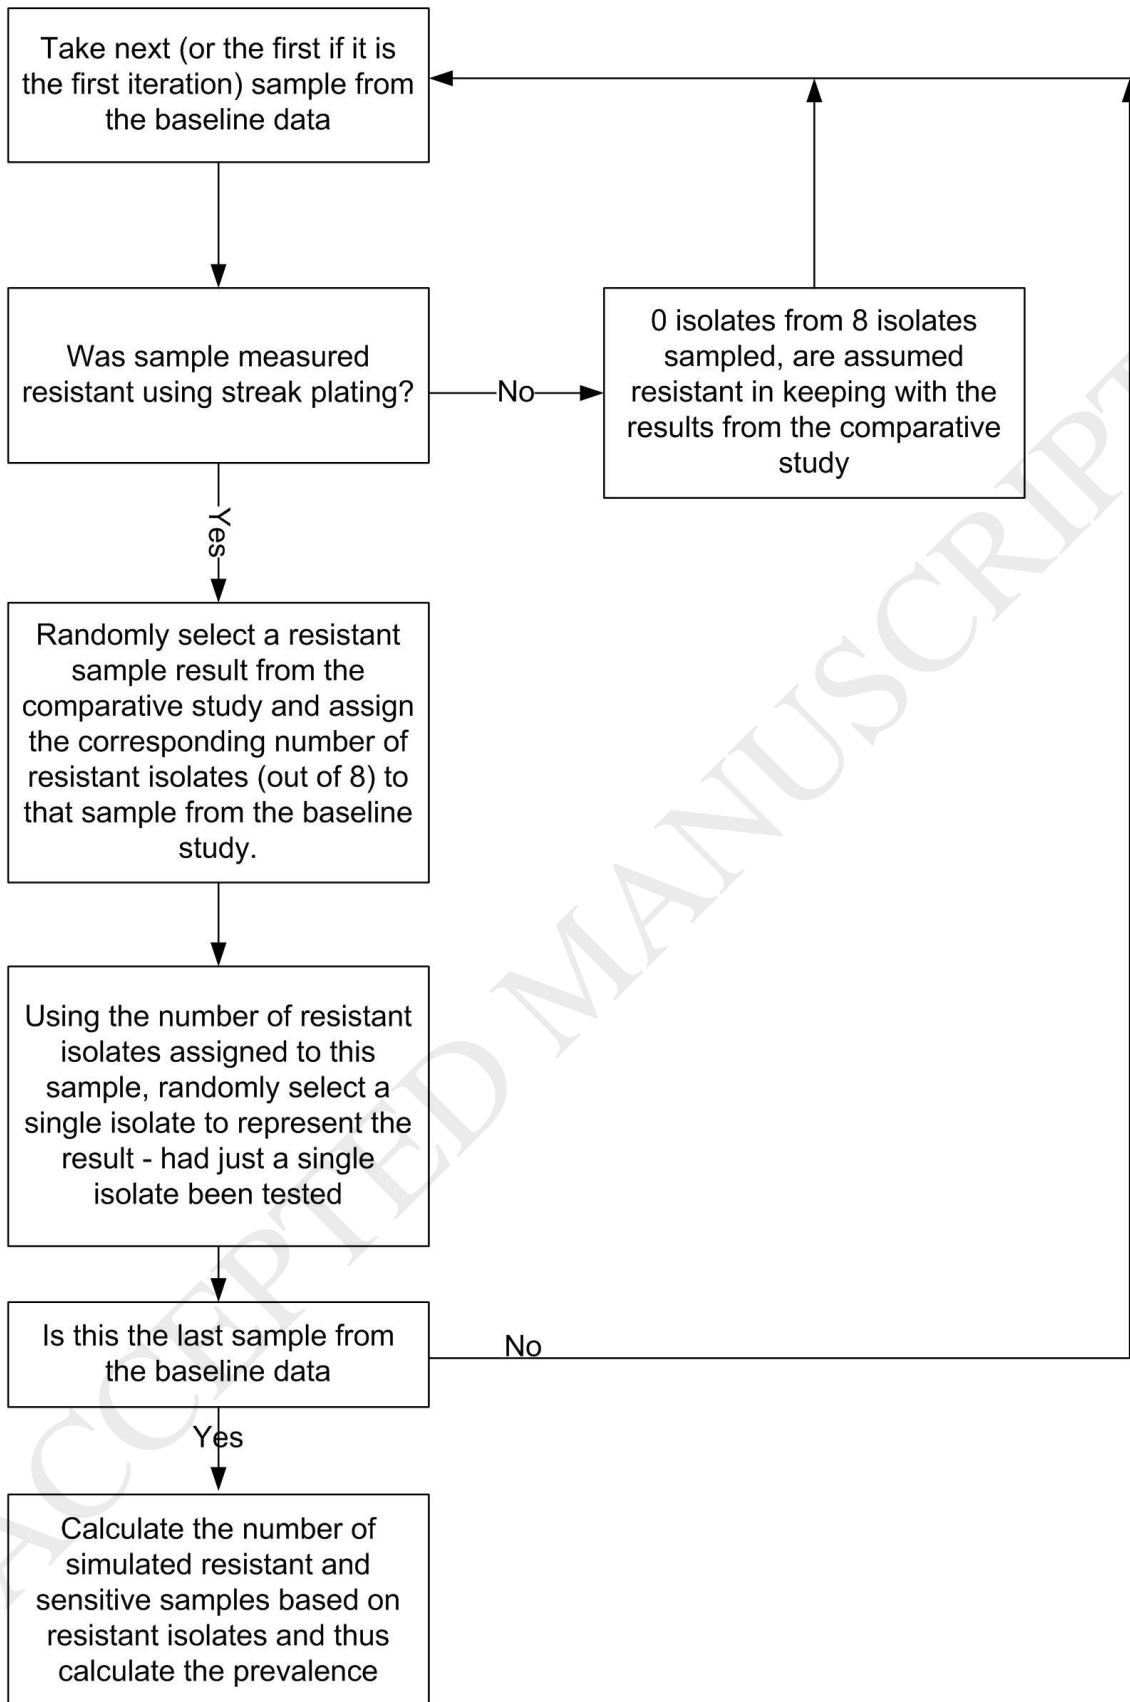 Take next (or the first if it is
the first iteration) sample from
the baseline data
Was sample measured
resistant using streak plating?
No
0 isolates from 8 isolates
sampled, are assumed
resistant in keeping with the
results from the comparative
study
Yes
Randomly select a resistant
sample result from the
comparative study and assign
the corresponding number of
resistant isolates (out of 8) to
that sample from the baseline
study.
Using the number of resistant
isolates assigned to this
sample, randomly select a
single isolate to represent the
result - had just a single
isolate been tested
Is this the last sample from
the baseline data
No
Yes
Calculate the number of
simulated resistant and
sensitive samples based on
resistant isolates and thus
calculate the prevalence
ACCEPTED MANUSCRIPT